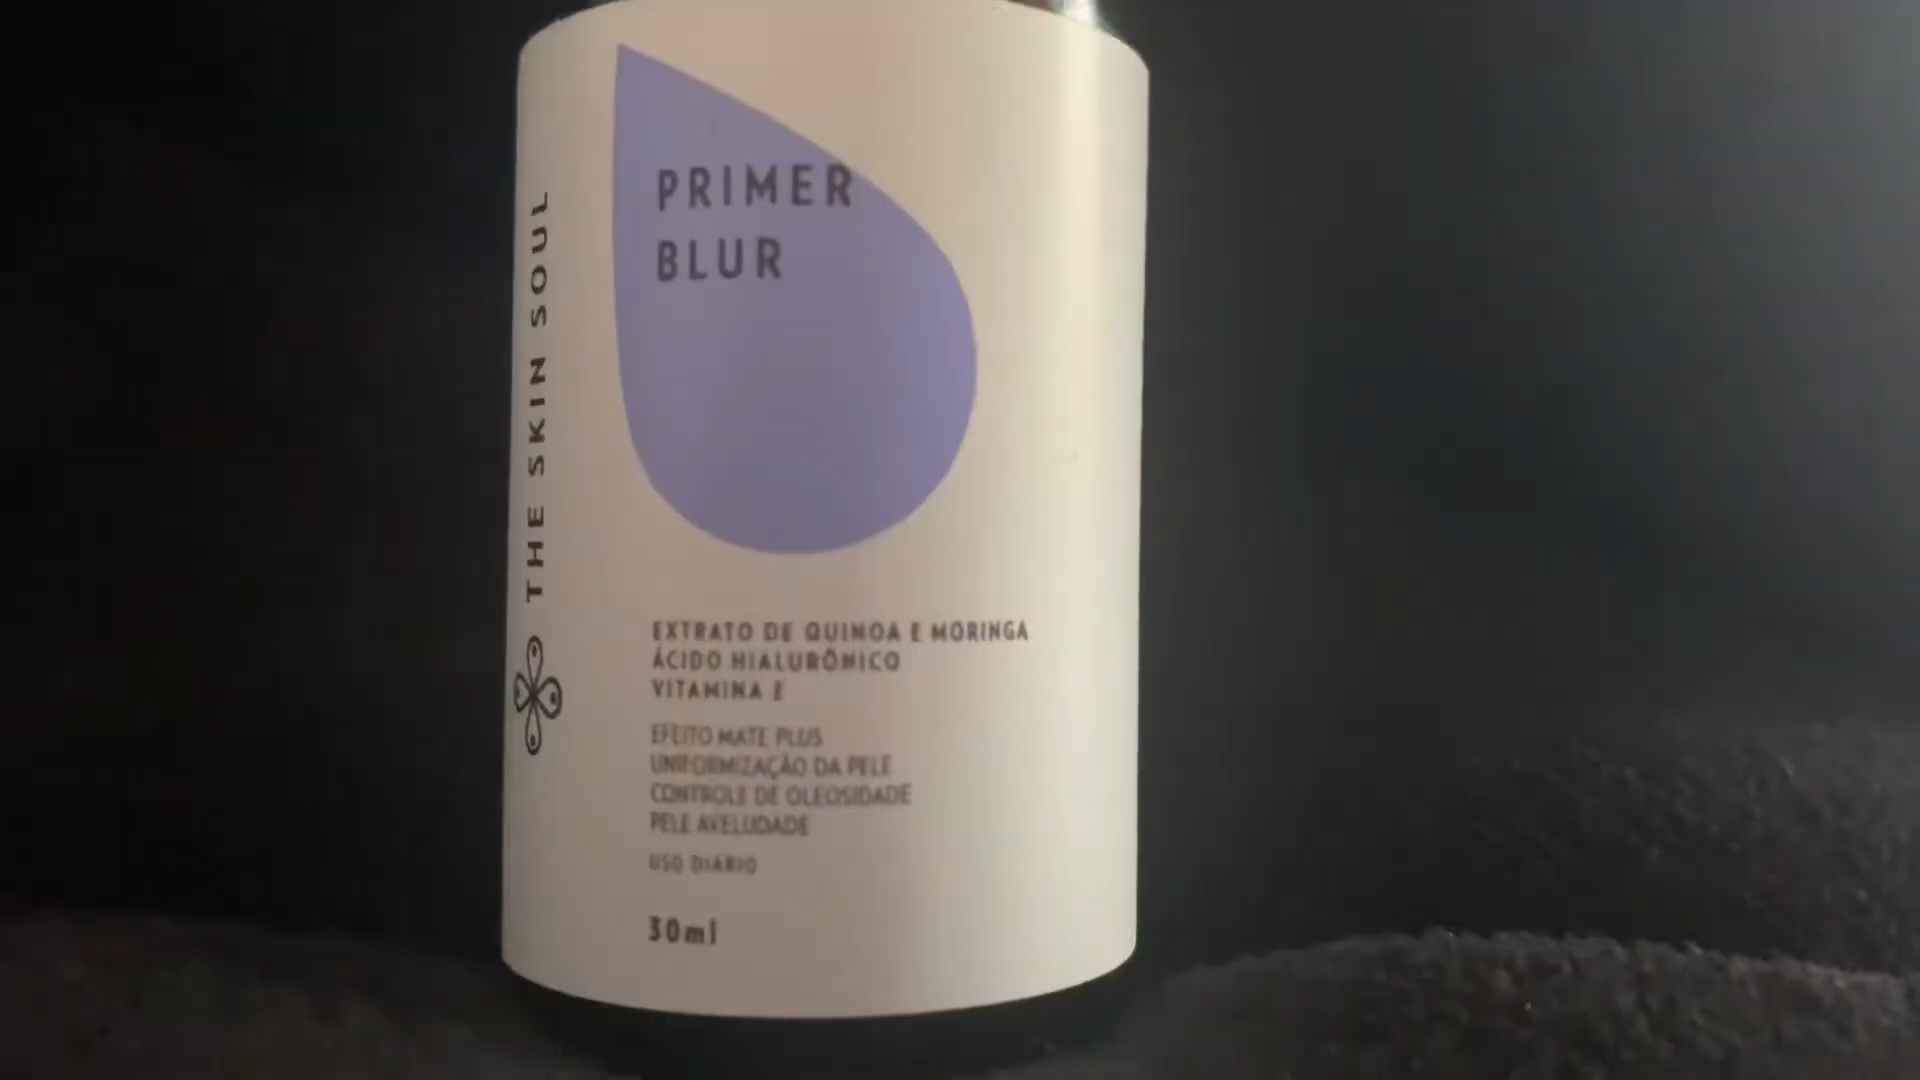 THE SKIN SOUL
PRIMER
BLUR
EXTRATO DE QUINOA E MORINGA
ÁCIDO HIALURÔNICO
VITAMINA E
EFEITO MATE PLUS
UNIFORMIZAÇÃO DA PELE
CONTROLE DE OLEOSIDADE
PELE AVELUDADE
USO DIÁRIO
30ml